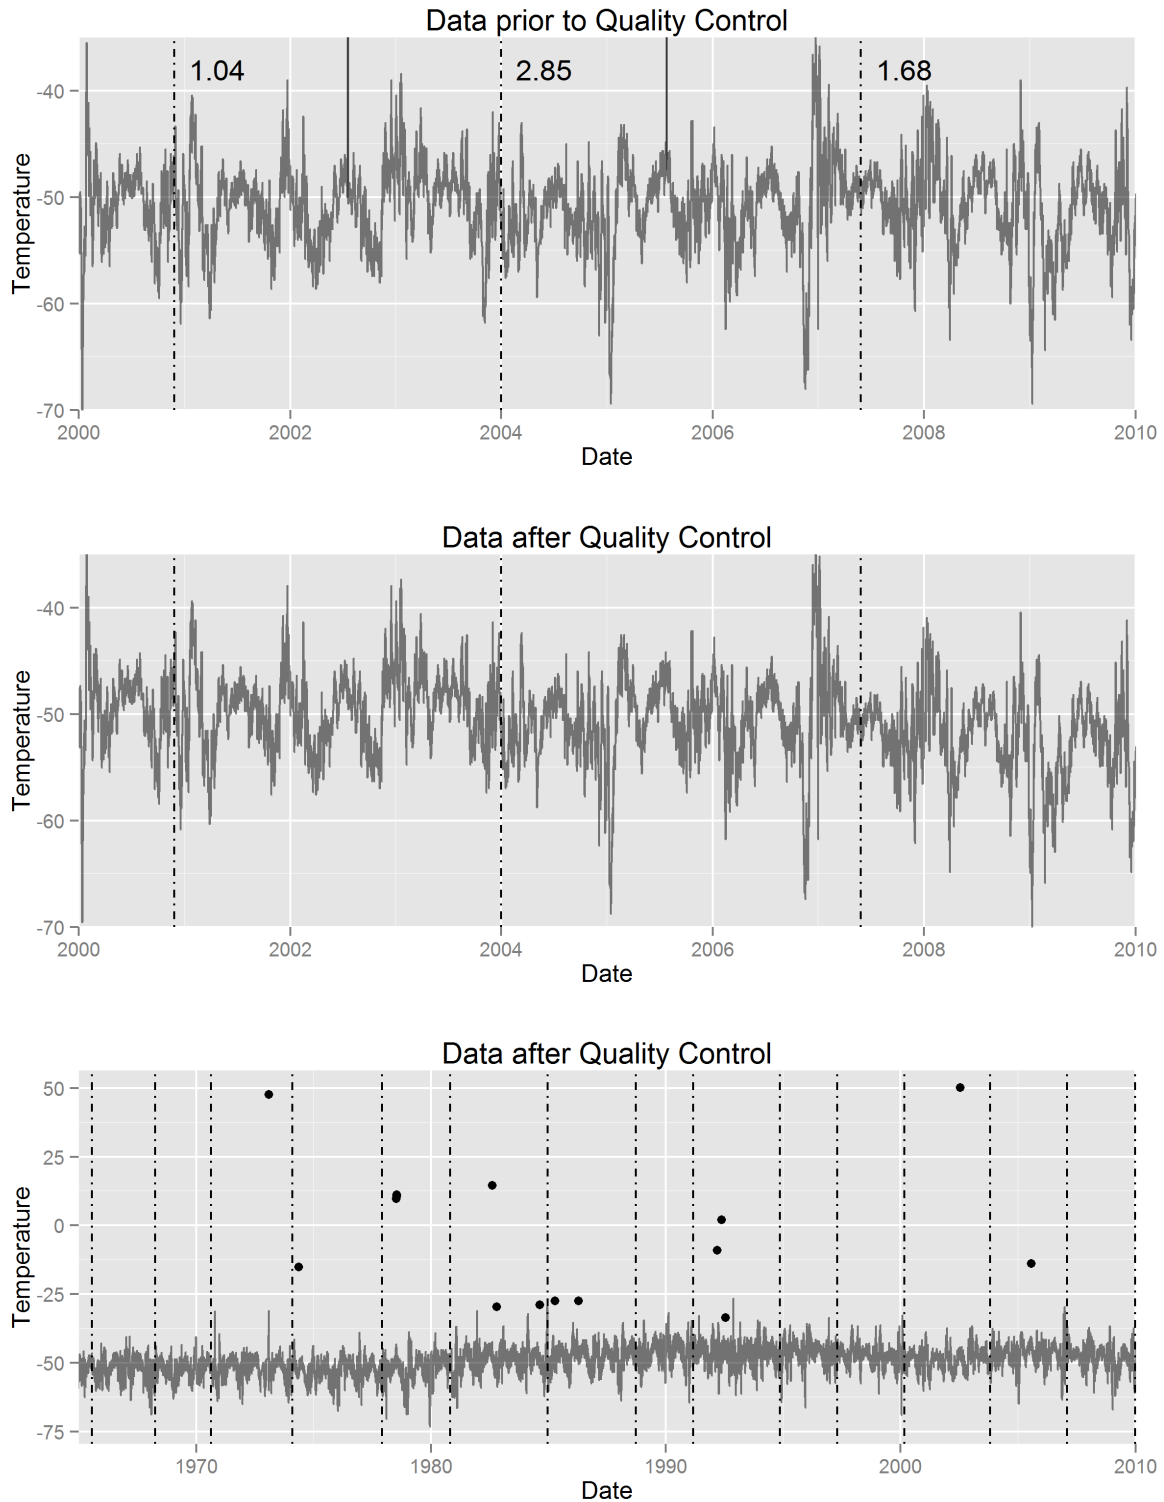 Data prior to Quality Control
1.04 2.85 1.68
-40
-50
-60
-70
Temperature
2000 2002 2004 2006 2008 2010
Date
Data after Quality Control
-40
-50
-60
-70
Temperature
2000 2002 2004 2006 2008 2010
Date
Data after Quality Control
50
25
0
-25
-50
-75
Temperature
1970 1980 1990 2000 2010
Date